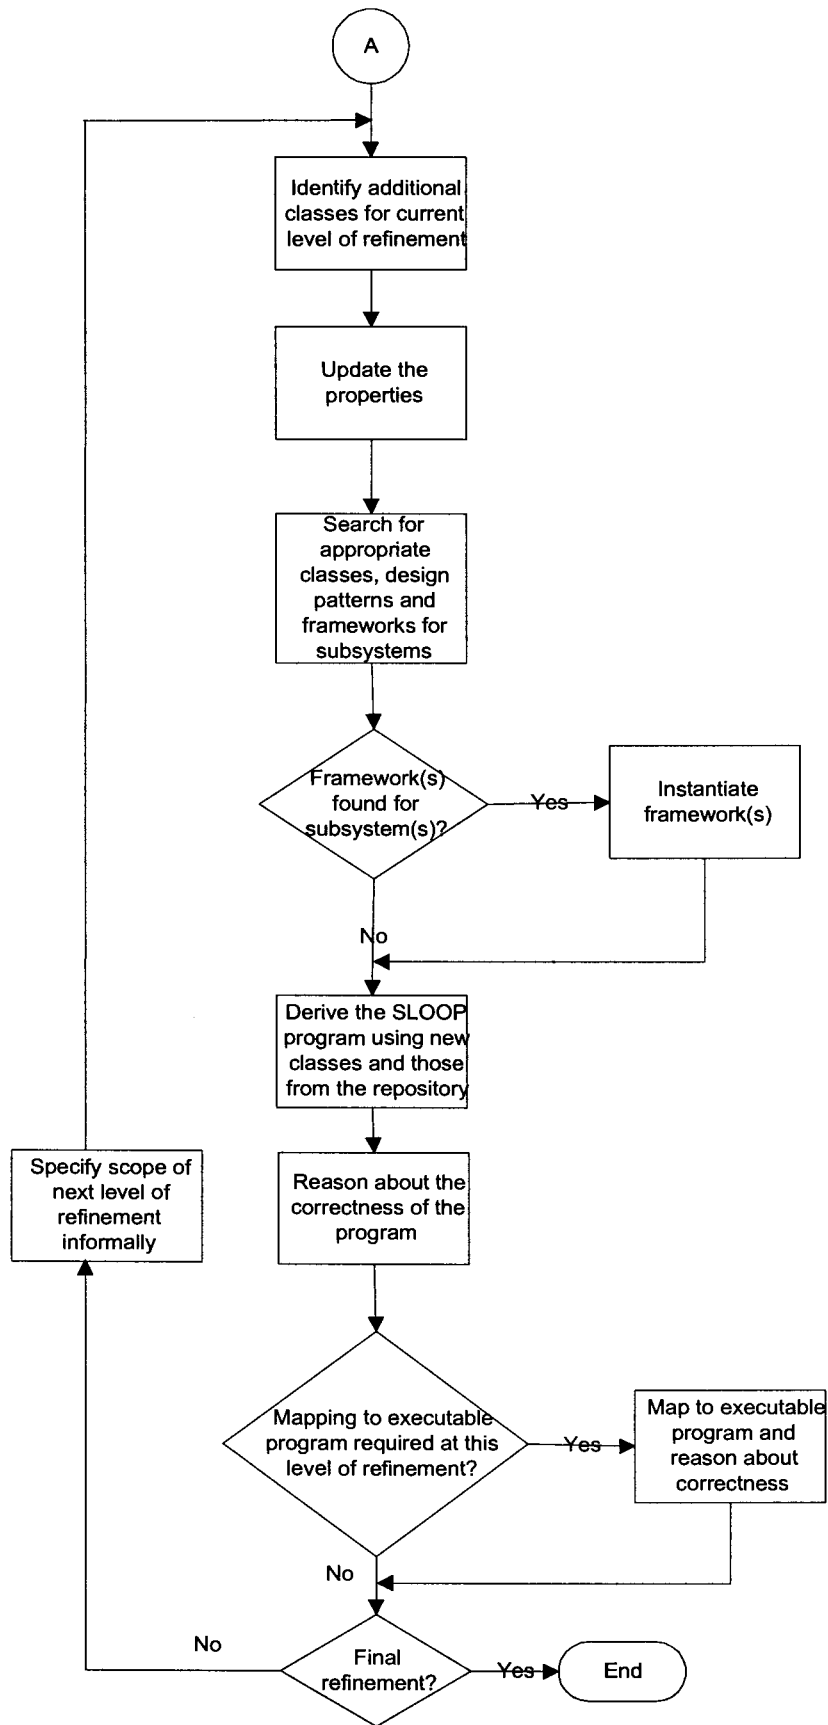 A
Identify additional
classes for current
level of refinement
Update the
properties
Search for
appropriate
classes, design
patterns and
frameworks for
subsystems
Framework(s)
found for
subsystem(s)?
Yes
Instantiate
framework(s)
No
Derive the SLOOP
program using new
classes and those
from the repository
Specify scope of
next level of
refinement
informally
Reason about the
correctness of the
program
Mapping to executable
program required at this
level of refinement?
Yes
Map to executable
program and
reason about
correctness
No
No
Final
refinement?
Yes
End